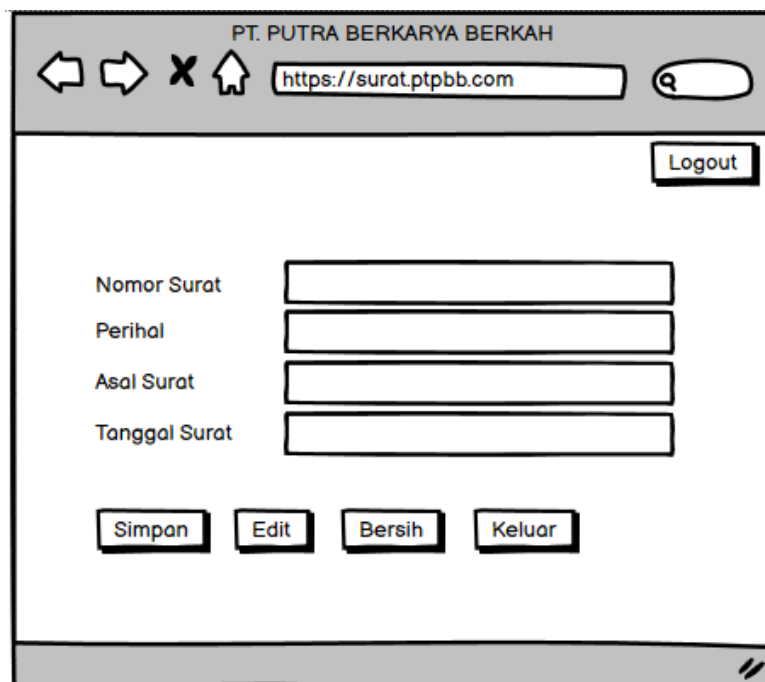 PT. PUTRA BERKARYA BERKAH
https://surat.ptpbb.com
Logout
Nomor Surat
Perihal
Asal Surat
Tanggal Surat
Simpan Edit Bersih Keluar